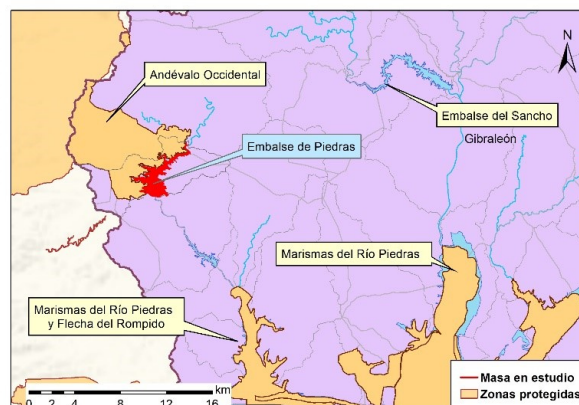 Andévalo Occidental
N
Embalse del Sancho
Gibraleón
Embalse de Piedras
Marismas del Río Piedras
Marismas del Río Piedras
y Flecha del Rompido
km
0 2 4 8 12 16
Masa en estudio
Zonas protegidas